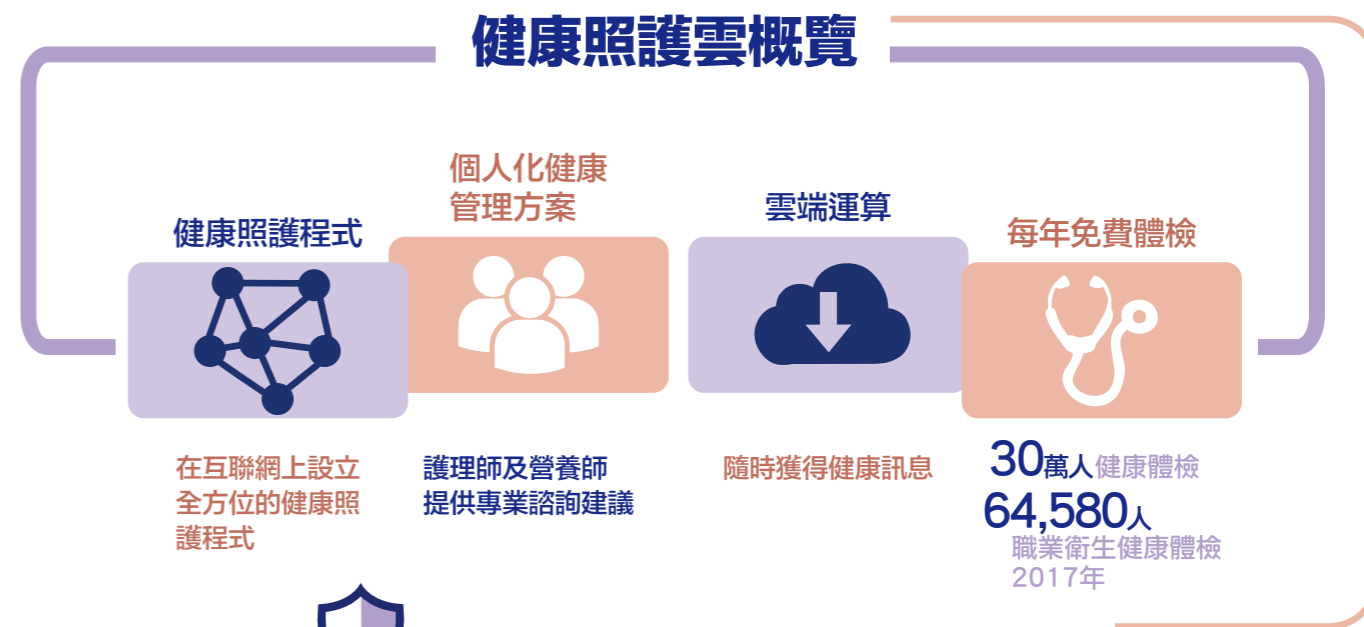 健康照護雲概覽
健康照護程式
在互聯網上設立
全方位的健康照
護程式
個人化健康
管理方案
護理師及營養師
提供專業諮詢建議
雲端運算
隨時獲得健康訊息
每年免費體檢
30萬人健康體檢
64,580人
職業衛生健康體檢
2017年